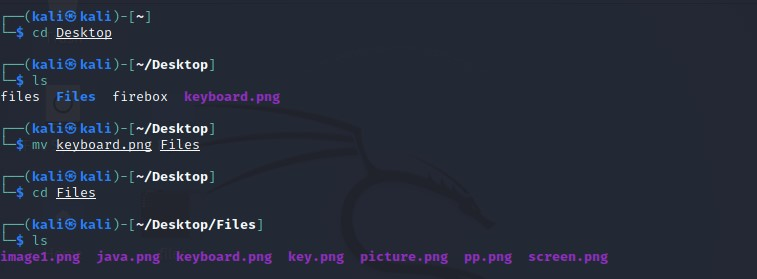 ┌──(kali㉿kali)-[~]
└─$ cd Desktop
┌──(kali㉿kali)-[~/Desktop]
└─$ ls
files  Files  firebox  keyboard.png
┌──(kali㉿kali)-[~/Desktop]
└─$ mv keyboard.png Files
┌──(kali㉿kali)-[~/Desktop]
└─$ cd Files
┌──(kali㉿kali)-[~/Desktop/Files]
└─$ ls
image1.png  java.png  keyboard.png  key.png  picture.png  pp.png  screen.png